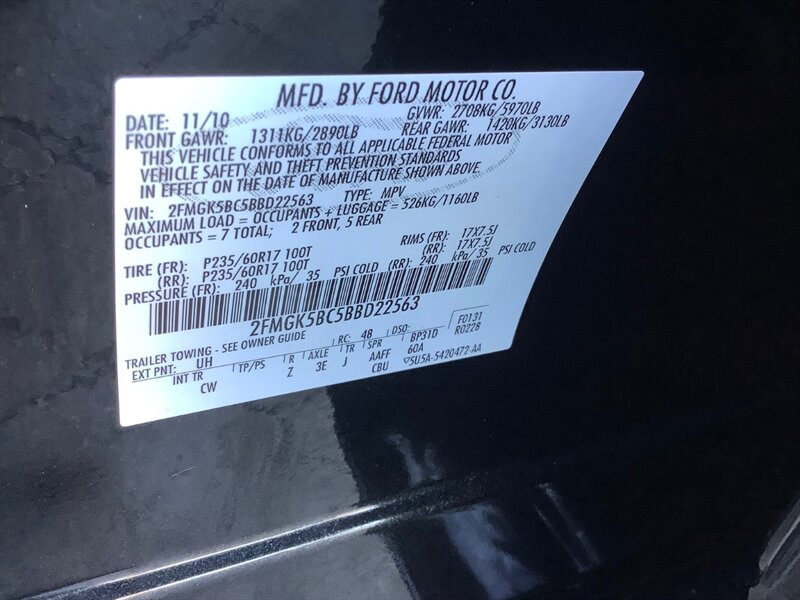 MFD. BY FORD MOTOR CO.
DATE: 11/10 GVWR: 2708KG/5970LB
FRONT GAWR: 1311KG/2890LB REAR GAWR: 1420KG/3130LB
THIS VEHICLE CONFORMS TO ALL APPLICABLE FEDERAL MOTOR
VEHICLE SAFETY AND THEFT PREVENTION STANDARDS
IN EFFECT ON THE DATE OF MANUFACTURE SHOWN ABOVE.
VIN: 2FMGK5BC5BBD22563 TYPE: MPV
MAXIMUM LOAD = OCCUPANTS + LUGGAGE = 526KG/1160LB
OCCUPANTS = 7 TOTAL; 2 FRONT, 5 REAR
TIRE (FR): P235/60R17 100T RIMS (FR): 17X7.5J
(RR): P235/60R17 100T (RR): 17X7.5J
PRESSURE (FR): 240 kPa/ 35 PSI COLD (RR): 240 kPa/ 35 PSI COLD
2FMGK5BC5BBD22563
TRAILER TOWING - SEE OWNER GUIDE RC: 4B DSO: F0131
EXT PNT: UH TP/PS R AXLE TR SPR BP31D R0228
INT TR CW Z 3E J AAFF 60A
CBU 5U5A-5420472-AA